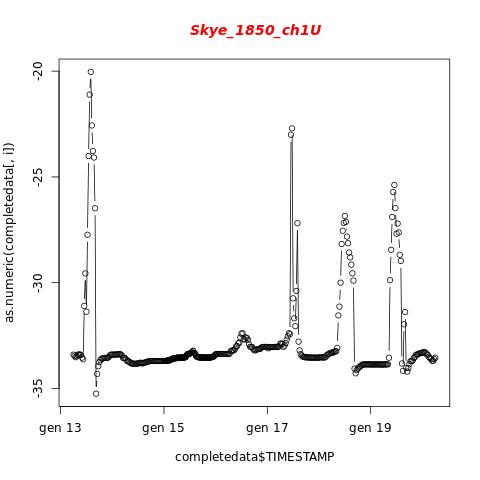 Skye_1850_ch1U
as.numeric(completedata[, i])
-20
-25
-30
-35
gen 13
gen 15
gen 17
gen 19
completedata$TIMESTAMP